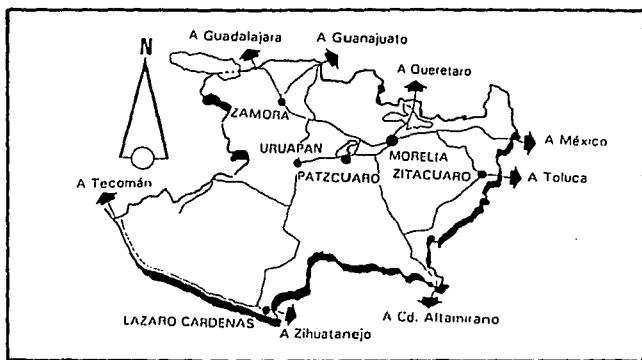 N
A Guadalajara
A Guanajuato
A Queretaro
ZAMORA
URUAPAN
MORELIA
A México
PATZCUARO
ZITACUARO
A Toluca
A Tecomán
LAZARO CARDENAS
A Zihuatanejo
A Cd. Altamirano